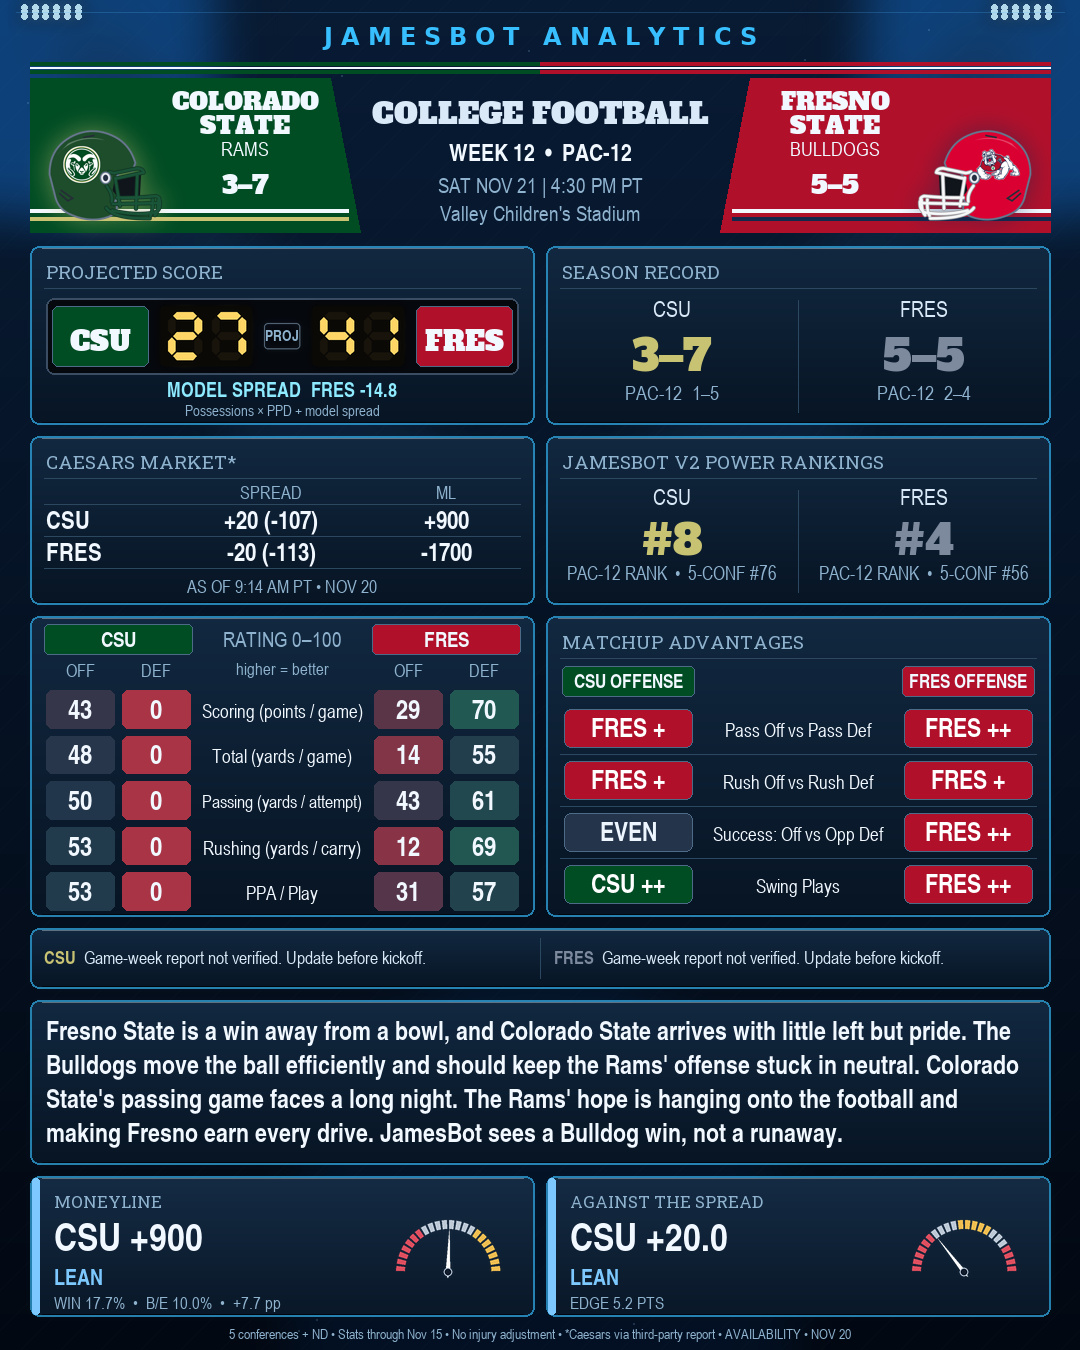 JAMESBOT ANALYTICS
COLORADO STATE
RAMS
3–7
COLLEGE FOOTBALL
WEEK 12 • PAC-12
SAT NOV 21 | 4:30 PM PT
Valley Children's Stadium
FRESNO STATE
BULLDOGS
5–5
PROJECTED SCORE
CSU 27 PROJ 41 FRES
MODEL SPREAD FRES -14.8
Possessions × PPD + model spread
SEASON RECORD
CSU FRES
3–7 5–5
PAC-12 1–5 PAC-12 2–4
CAESARS MARKET*
SPREAD ML
CSU +20 (-107) +900
FRES -20 (-113) -1700
AS OF 9:14 AM PT • NOV 20
JAMESBOT V2 POWER RANKINGS
CSU FRES
#8 #4
PAC-12 RANK • 5-CONF #76 PAC-12 RANK • 5-CONF #56
CSU RATING 0–100 FRES
OFF DEF higher = better OFF DEF
43 0 Scoring (points / game) 29 70
48 0 Total (yards / game) 14 55
50 0 Passing (yards / attempt) 43 61
53 0 Rushing (yards / carry) 12 69
53 0 PPA / Play 31 57
MATCHUP ADVANTAGES
CSU OFFENSE FRES OFFENSE
FRES + Pass Off vs Pass Def FRES ++
FRES + Rush Off vs Rush Def FRES +
EVEN Success: Off vs Opp Def FRES ++
CSU ++ Swing Plays FRES ++
CSU Game-week report not verified. Update before kickoff.
FRES Game-week report not verified. Update before kickoff.
Fresno State is a win away from a bowl, and Colorado State arrives with little left but pride. The
Bulldogs move the ball efficiently and should keep the Rams' offense stuck in neutral. Colorado
State's passing game faces a long night. The Rams' hope is hanging onto the football and
making Fresno earn every drive. JamesBot sees a Bulldog win, not a runaway.
MONEYLINE
CSU +900
LEAN
WIN 17.7% • B/E 10.0% • +7.7 pp
AGAINST THE SPREAD
CSU +20.0
LEAN
EDGE 5.2 PTS
5 conferences + ND • Stats through Nov 15 • No injury adjustment • *Caesars via third-party report • AVAILABILITY • NOV 20